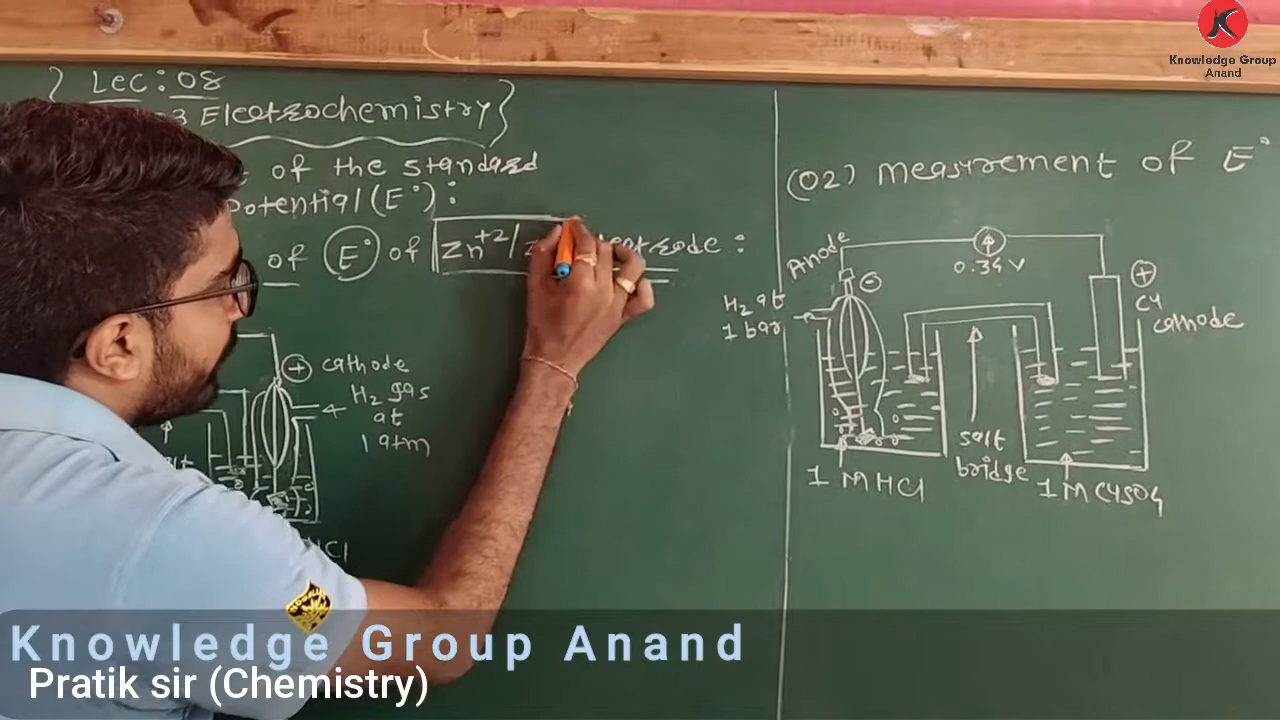 Lec: 08
03 Electrochemistry
of the standard
Potential (E°):
of E° of Zn+2/ Electrode:
⊕ cathode
H2 gas
at
1 atm
HCl
(02) measurement of E°
Anode
⊖
0.34 V
⊕
Cu
cathode
H2 at
1 bar
salt
bridge
1 M HCl
1 M CuSO4
K
Knowledge Group
Anand
Knowledge Group Anand
Pratik sir (Chemistry)